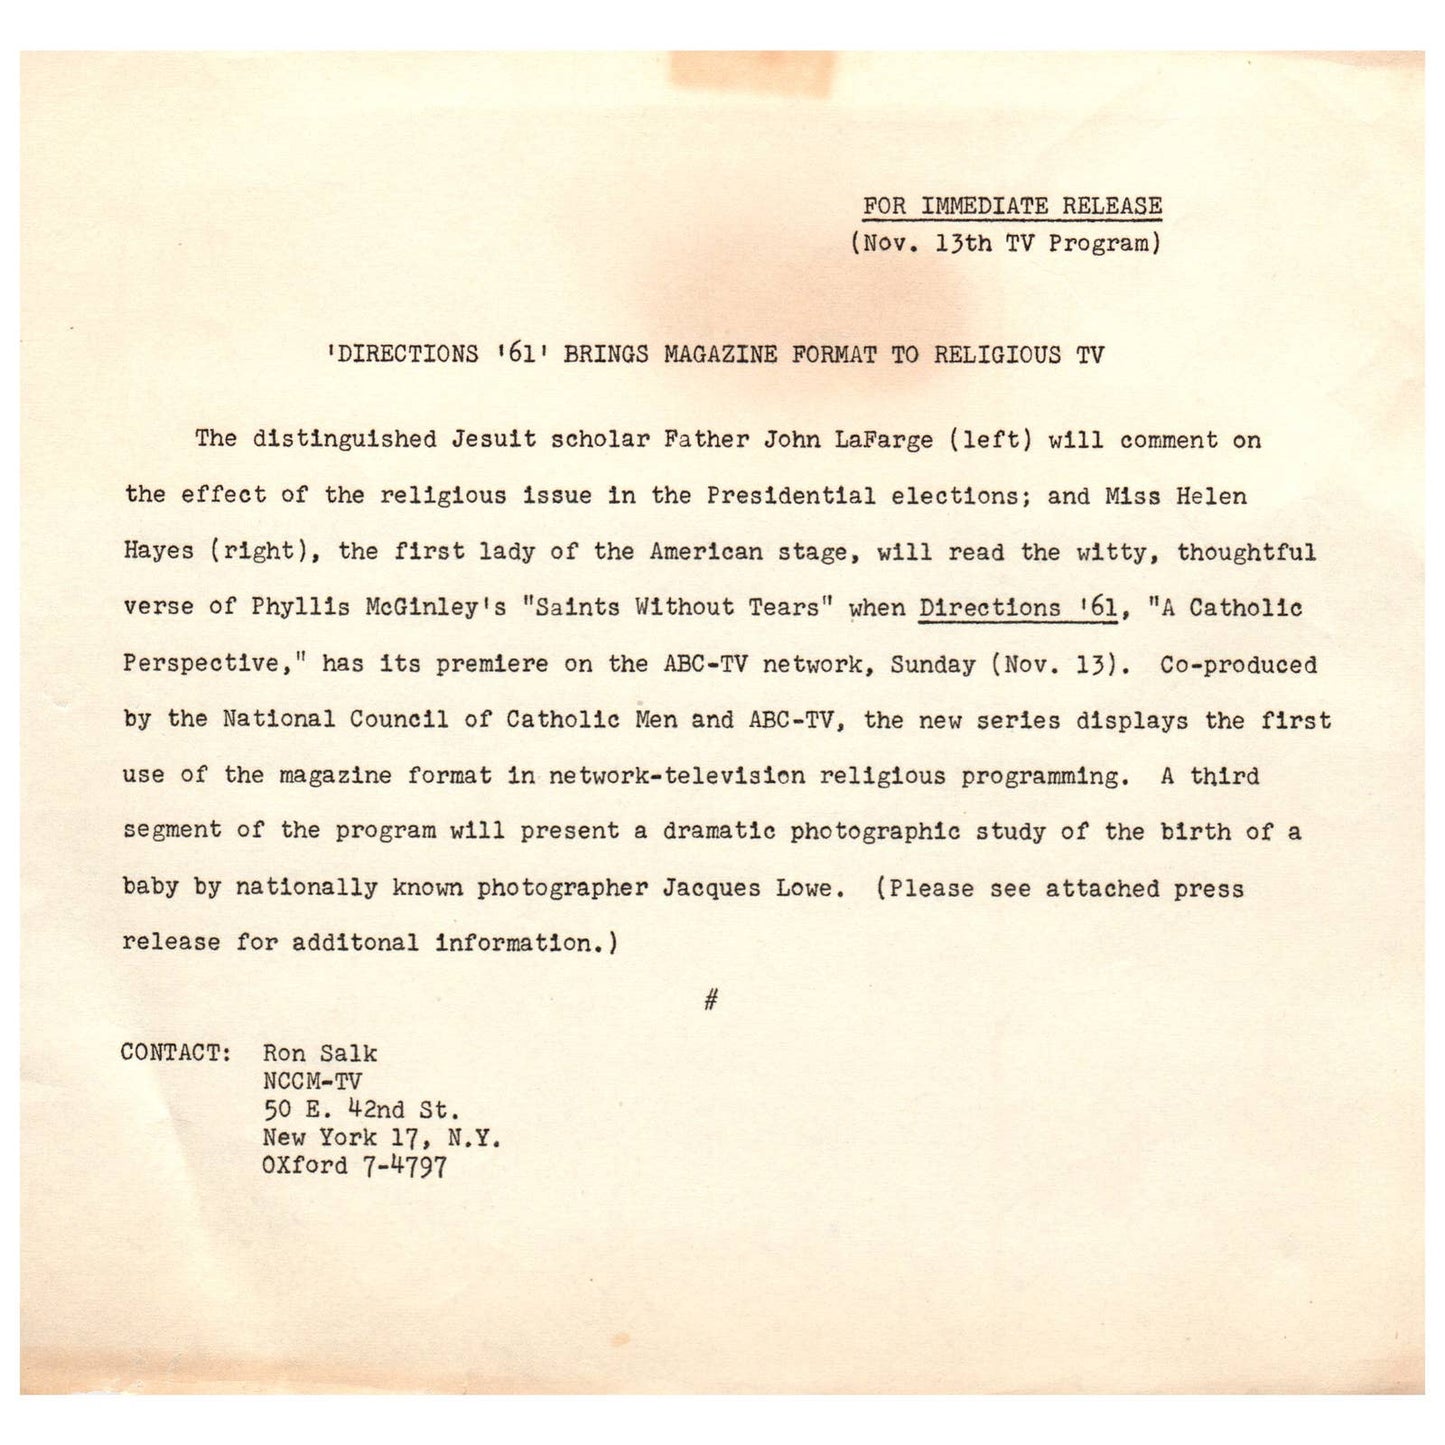 FOR IMMEDIATE RELEASE
(Nov. 13th TV Program)
'DIRECTIONS '61' BRINGS MAGAZINE FORMAT TO RELIGIOUS TV
The distinguished Jesuit scholar Father John LaFarge (left) will comment on
the effect of the religious issue in the Presidential elections; and Miss Helen
Hayes (right), the first lady of the American stage, will read the witty, thoughtful
verse of Phyllis McGinley's "Saints Without Tears" when Directions '61, "A Catholic
Perspective," has its premiere on the ABC-TV network, Sunday (Nov. 13). Co-produced
by the National Council of Catholic Men and ABC-TV, the new series displays the first
use of the magazine format in network-television religious programming. A third
segment of the program will present a dramatic photographic study of the birth of a
baby by nationally known photographer Jacques Lowe. (Please see attached press
release for additonal information.)
#
CONTACT: Ron Salk
NCCM-TV
50 E. 42nd St.
New York 17, N.Y.
OXford 7-4797